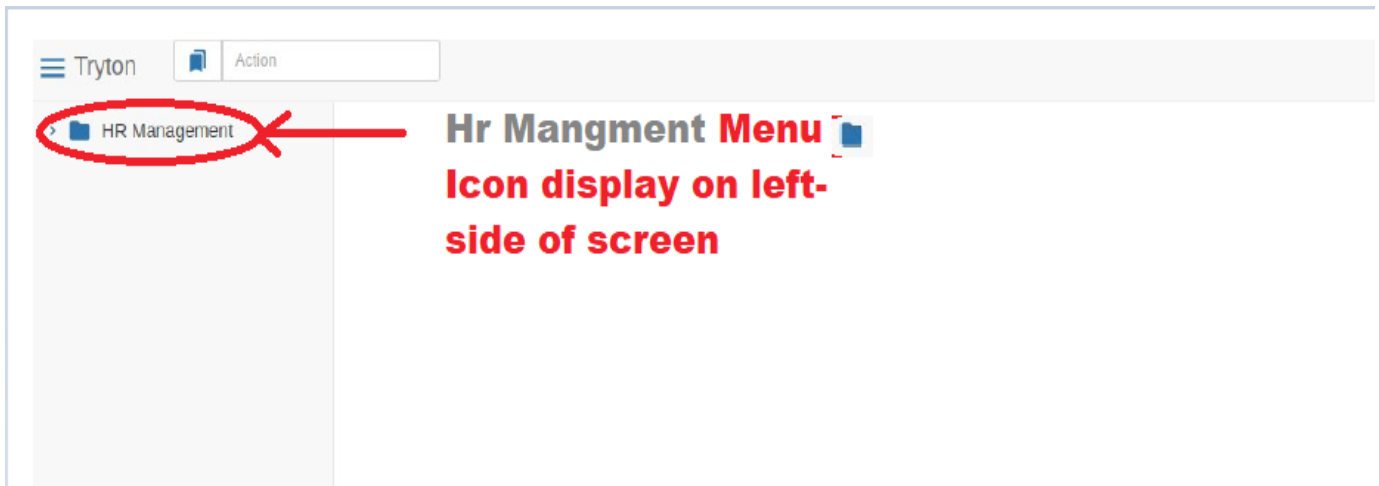 Tryton
Action
HR Management
Hr Mangment Menu
Icon display on left-
side of screen